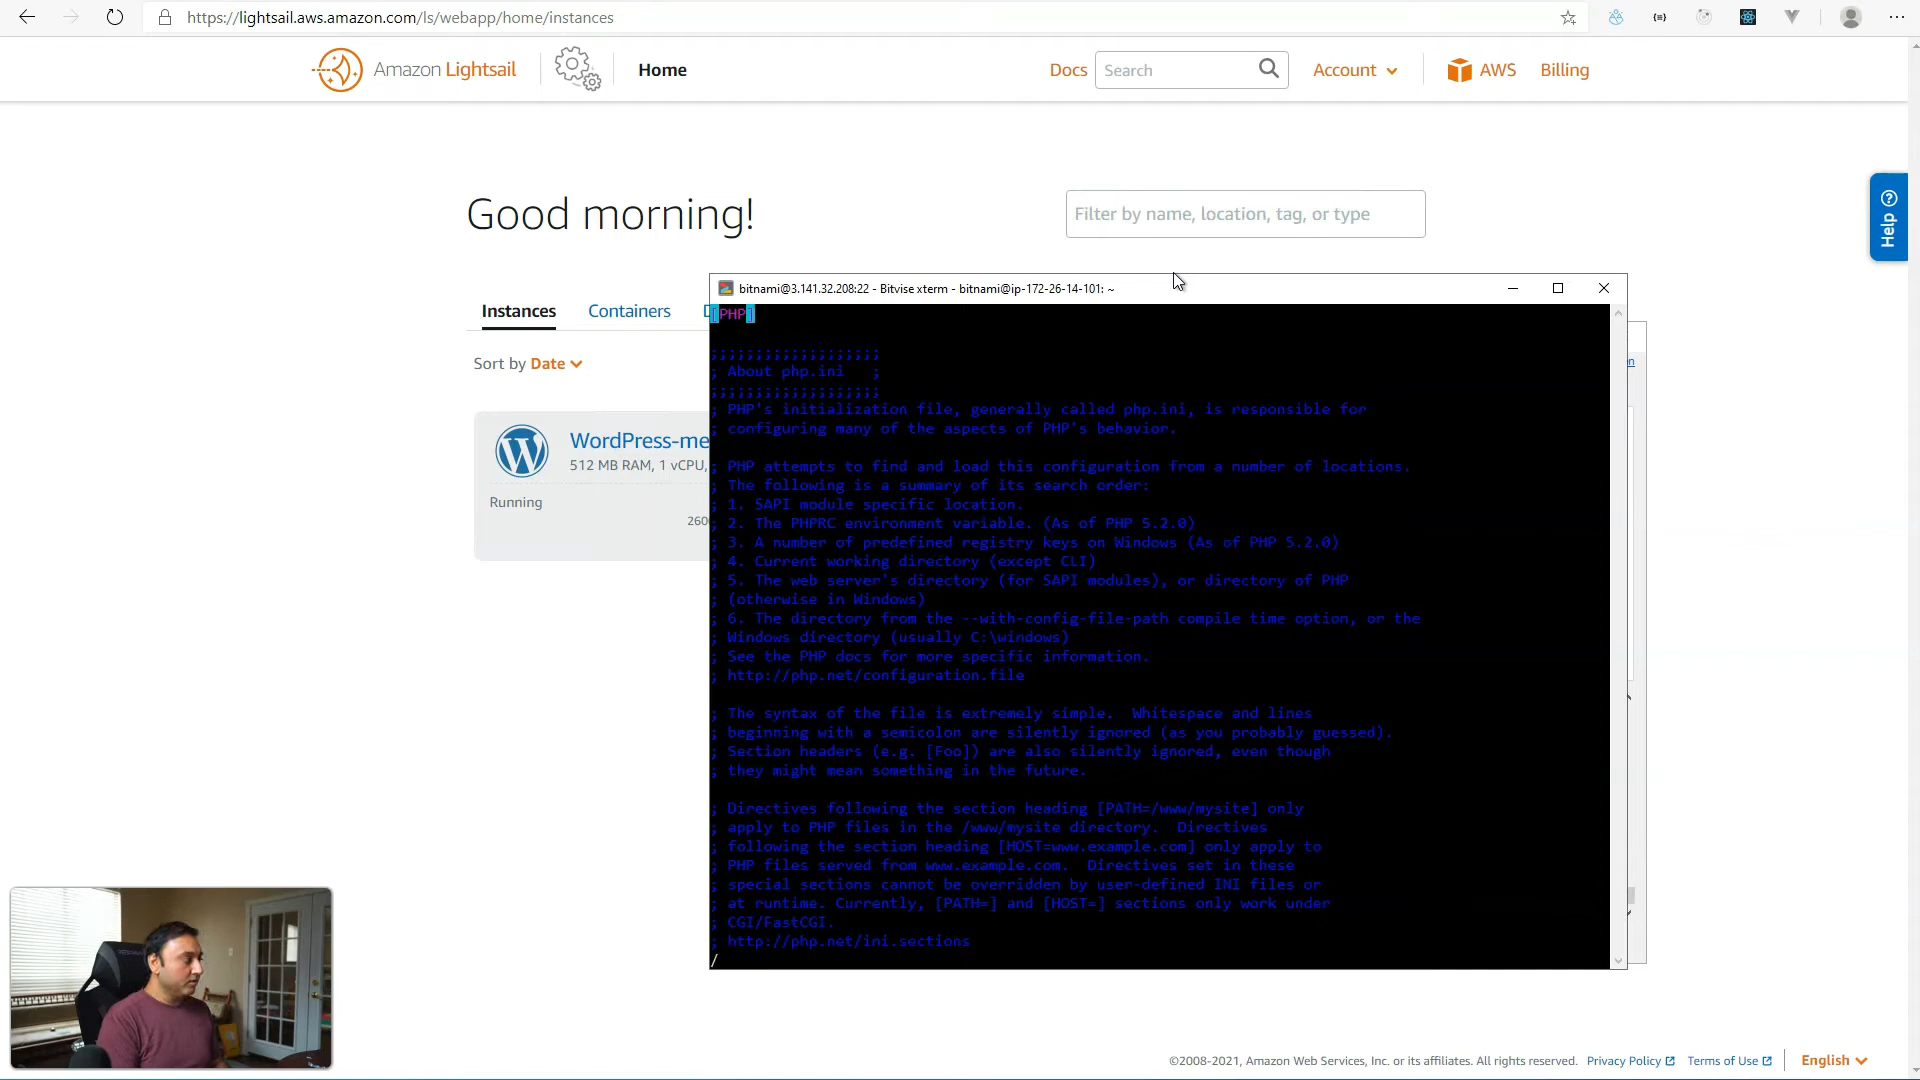 https://lightsail.aws.amazon.com/ls/webapp/home/instances
Amazon Lightsail
Home
Docs
Search
Account
AWS
Billing
Help
Good morning!
Filter by name, location, tag, or type
Instances
Containers
Sort by Date
WordPress-me
512 MB RAM, 1 vCPU,
Running
260
bitnami@3.141.32.208:22 - Bitvise xterm - bitnami@ip-172-26-14-101: ~
[PHP]
;;;;;;;;;;;;;;;;;;;
; About php.ini   ;
;;;;;;;;;;;;;;;;;;;
; PHP's initialization file, generally called php.ini, is responsible for
; configuring many of the aspects of PHP's behavior.
; PHP attempts to find and load this configuration from a number of locations.
; The following is a summary of its search order:
; 1. SAPI module specific location.
; 2. The PHPRC environment variable. (As of PHP 5.2.0)
; 3. A number of predefined registry keys on Windows (As of PHP 5.2.0)
; 4. Current working directory (except CLI)
; 5. The web server's directory (for SAPI modules), or directory of PHP
; (otherwise in Windows)
; 6. The directory from the --with-config-file-path compile time option, or the
; Windows directory (usually C:\windows)
; See the PHP docs for more specific information.
; http://php.net/configuration.file
; The syntax of the file is extremely simple.  Whitespace and lines
; beginning with a semicolon are silently ignored (as you probably guessed).
; Section headers (e.g. [Foo]) are also silently ignored, even though
; they might mean something in the future.
; Directives following the section heading [PATH=/www/mysite] only
; apply to PHP files in the /www/mysite directory.  Directives
; following the section heading [HOST=www.example.com] only apply to
; PHP files served from www.example.com.  Directives set in these
; special sections cannot be overridden by user-defined INI files or
; at runtime. Currently, [PATH=] and [HOST=] sections only work under
; CGI/FastCGI.
; http://php.net/ini.sections
/
©2008-2021, Amazon Web Services, Inc. or its affiliates. All rights reserved.
Privacy Policy
Terms of Use
English